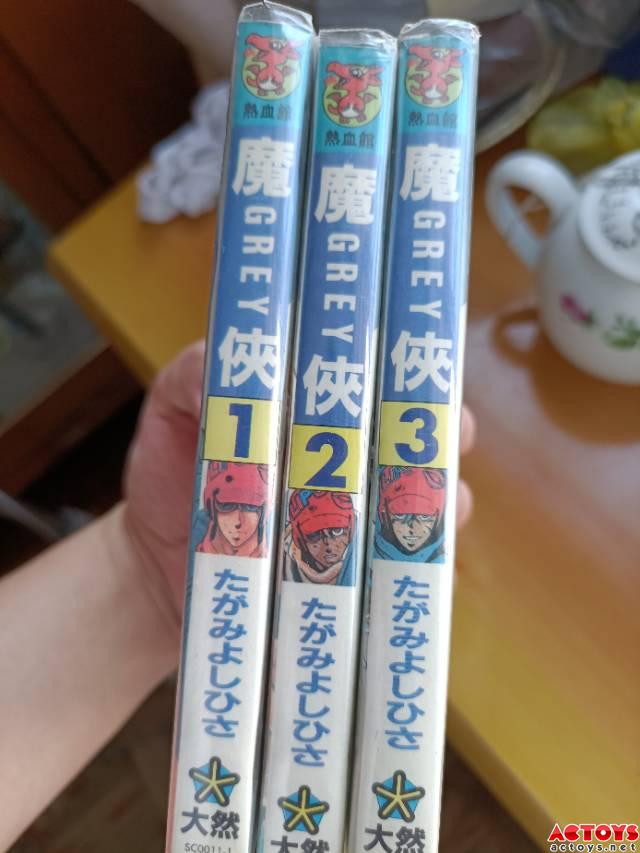 熱血館
魔
GREY
俠
1
たがみよしひさ
大然
SC0011-1
熱血館
魔
GREY
俠
2
たがみよしひさ
大然
熱血館
魔
GREY
俠
3
たがみよしひさ
大然
ACTOYS
actoys.net